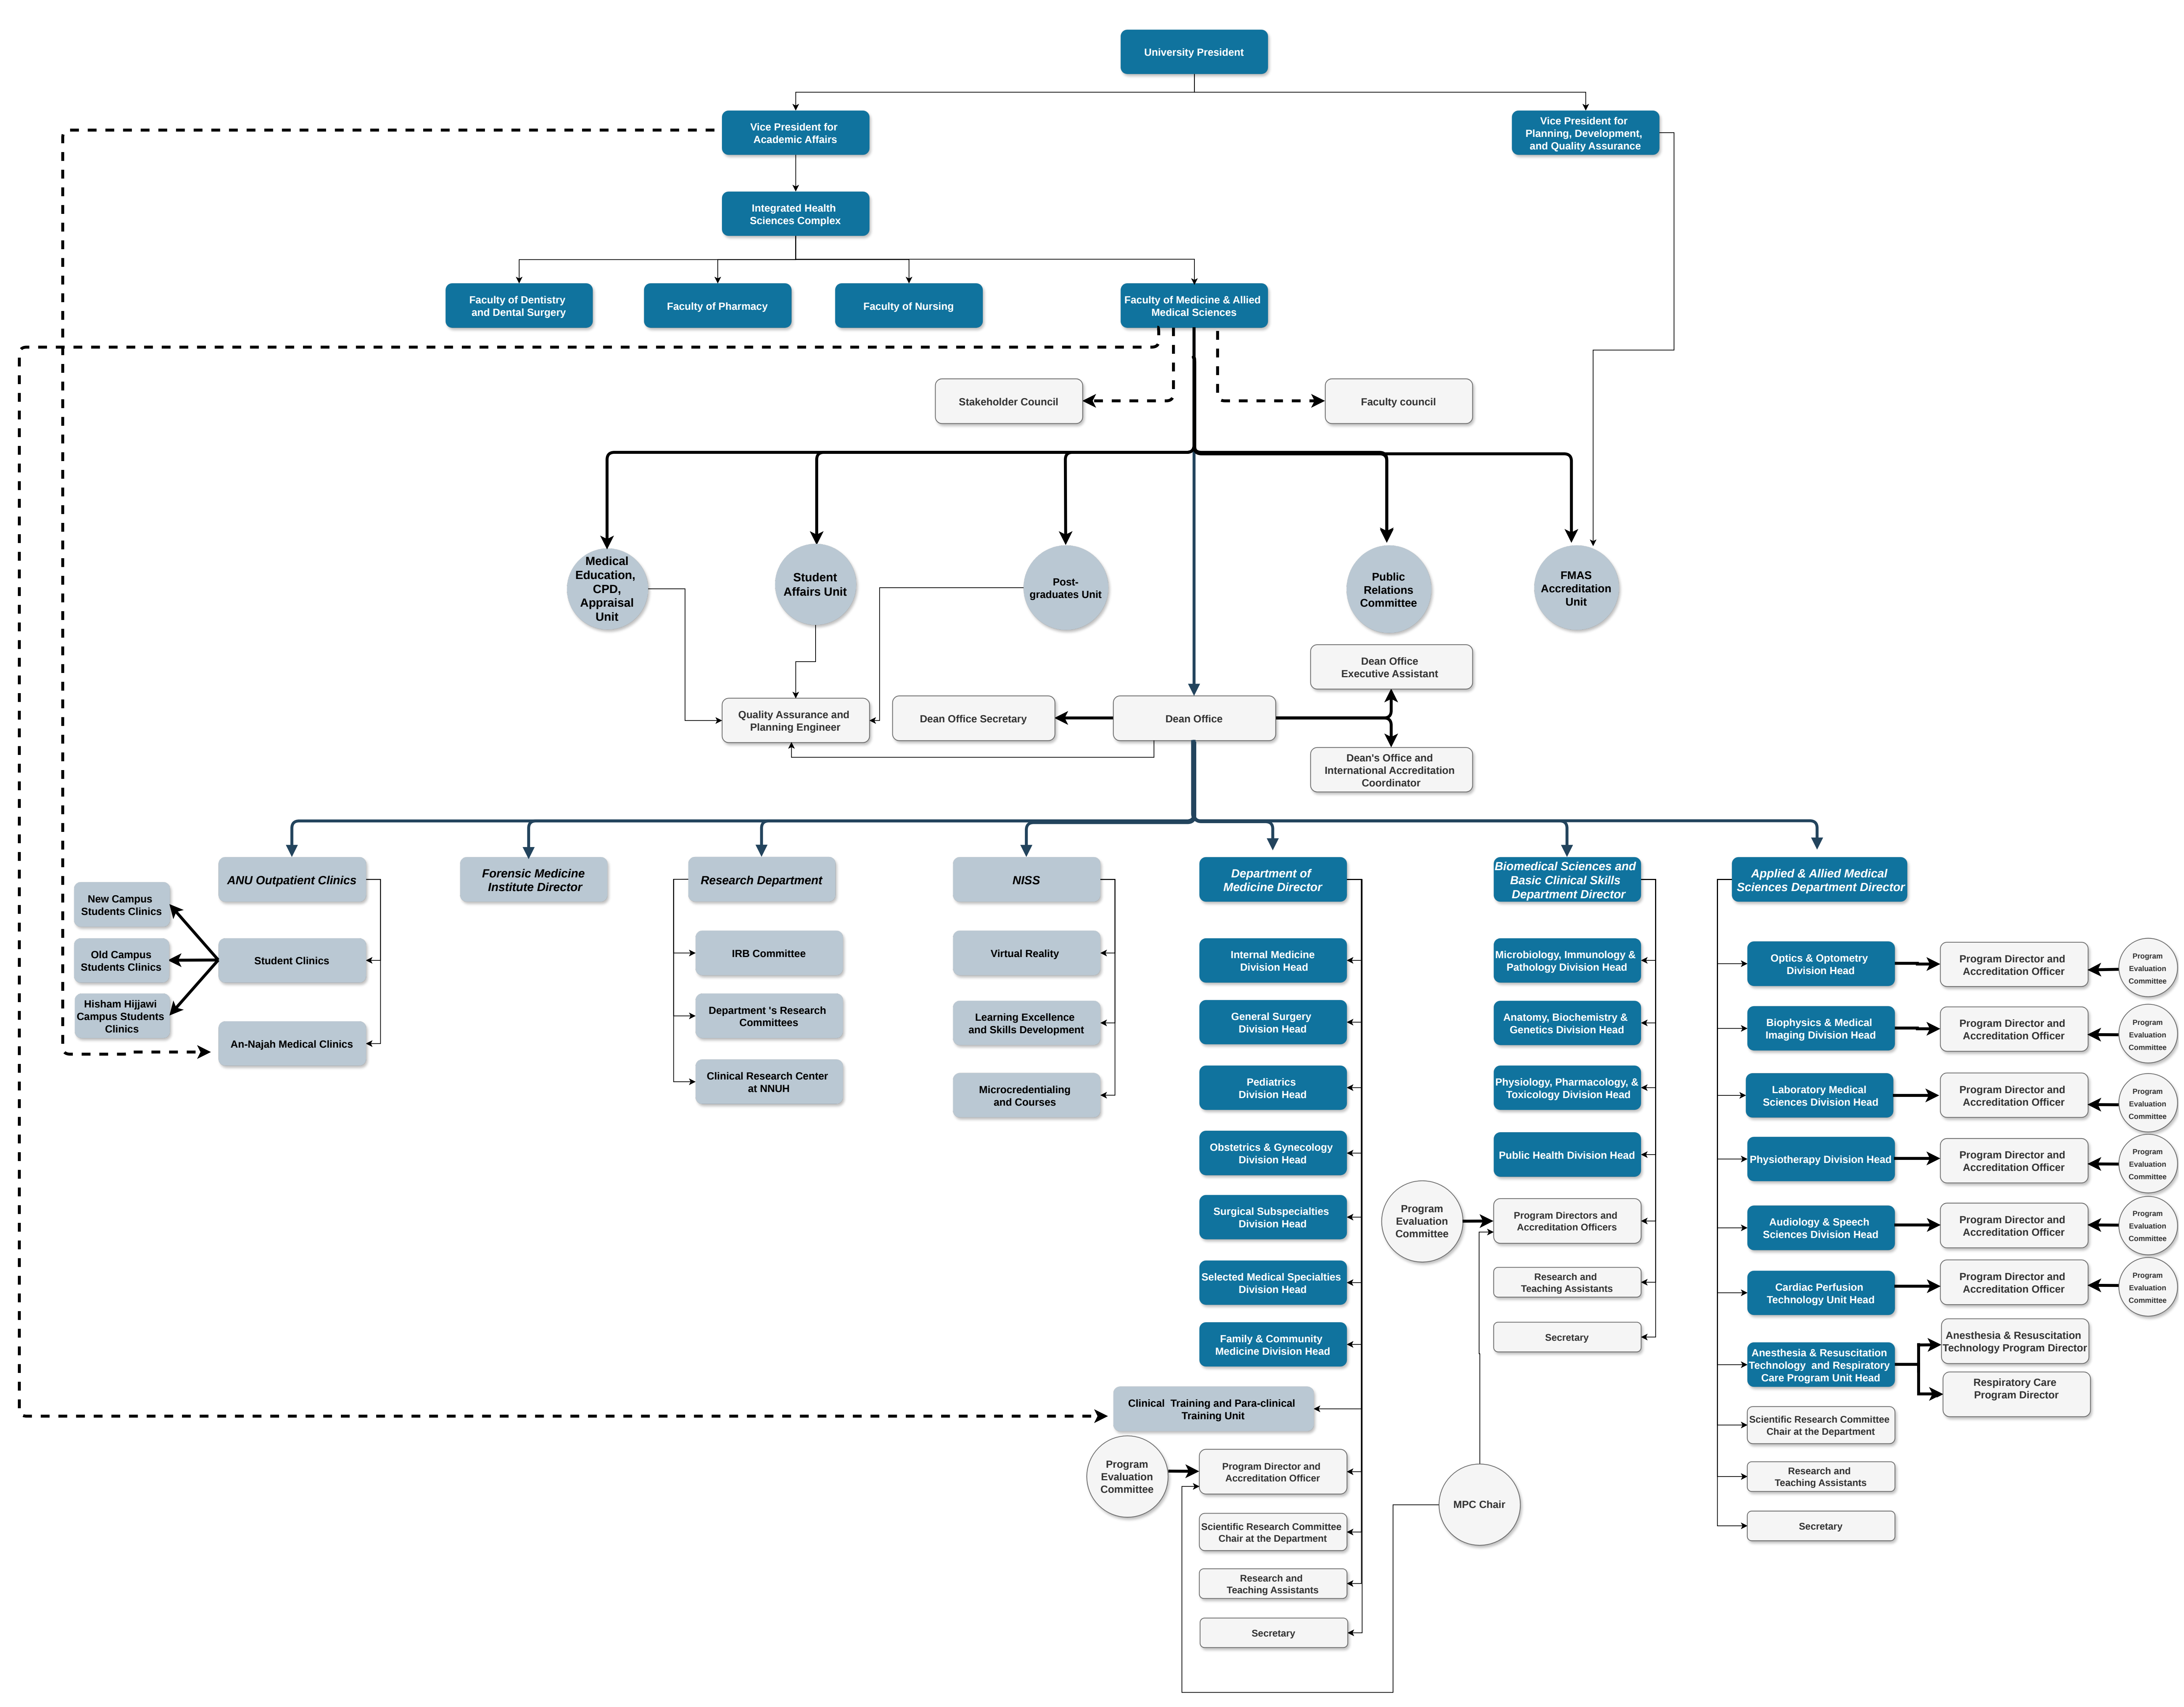 University President
Vice President for
Academic Affairs
Vice President for
Planning, Development,
and Quality Assurance
Integrated Health
Sciences Complex
Faculty of Dentistry
and Dental Surgery
Faculty of Pharmacy
Faculty of Nursing
Faculty of Medicine & Allied
Medical Sciences
Stakeholder Council
Faculty council
Medical
Education,
CPD,
Appraisal
Unit
Student
Affairs Unit
Post-
graduates Unit
Public
Relations
Committee
FMAS
Accreditation
Unit
Dean Office
Executive Assistant
Quality Assurance and
Planning Engineer
Dean Office Secretary
Dean Office
Dean's Office and
International Accreditation
Coordinator
ANU Outpatient Clinics
Forensic Medicine
Institute Director
Research Department
NISS
Department of
Medicine Director
Biomedical Sciences and
Basic Clinical Skills
Department Director
Applied & Allied Medical
Sciences Department Director
New Campus
Students Clinics
Old Campus
Students Clinics
Hisham Hijjawi
Campus Students
Clinics
Student Clinics
An-Najah Medical Clinics
IRB Committee
Department 's Research
Committees
Clinical Research Center
at NNUH
Virtual Reality
Learning Excellence
and Skills Development
Microcredentialing
and Courses
Internal Medicine
Division Head
General Surgery
Division Head
Pediatrics
Division Head
Obstetrics & Gynecology
Division Head
Surgical Subspecialties
Division Head
Selected Medical Specialties
Division Head
Family & Community
Medicine Division Head
Clinical  Training and Para-clinical
Training Unit
Program
Evaluation
Committee
Program Director and
Accreditation Officer
Scientific Research Committee
Chair at the Department
Research and
Teaching Assistants
Secretary
Microbiology, Immunology &
Pathology Division Head
Anatomy, Biochemistry &
Genetics Division Head
Physiology, Pharmacology, &
Toxicology Division Head
Public Health Division Head
Program
Evaluation
Committee
Program Directors and
Accreditation Officers
Research and
Teaching Assistants
Secretary
MPC Chair
Optics & Optometry
Division Head
Program Director and
Accreditation Officer
Program
Evaluation
Committee
Biophysics & Medical
Imaging Division Head
Program Director and
Accreditation Officer
Program
Evaluation
Committee
Laboratory Medical
Sciences Division Head
Program Director and
Accreditation Officer
Program
Evaluation
Committee
Physiotherapy Division Head
Program Director and
Accreditation Officer
Program
Evaluation
Committee
Audiology & Speech
Sciences Division Head
Program Director and
Accreditation Officer
Program
Evaluation
Committee
Cardiac Perfusion
Technology Unit Head
Program Director and
Accreditation Officer
Program
Evaluation
Committee
Anesthesia & Resuscitation
Technology  and Respiratory
Care Program Unit Head
Anesthesia & Resuscitation
Technology Program Director
Respiratory Care
Program Director
Scientific Research Committee
Chair at the Department
Research and
Teaching Assistants
Secretary